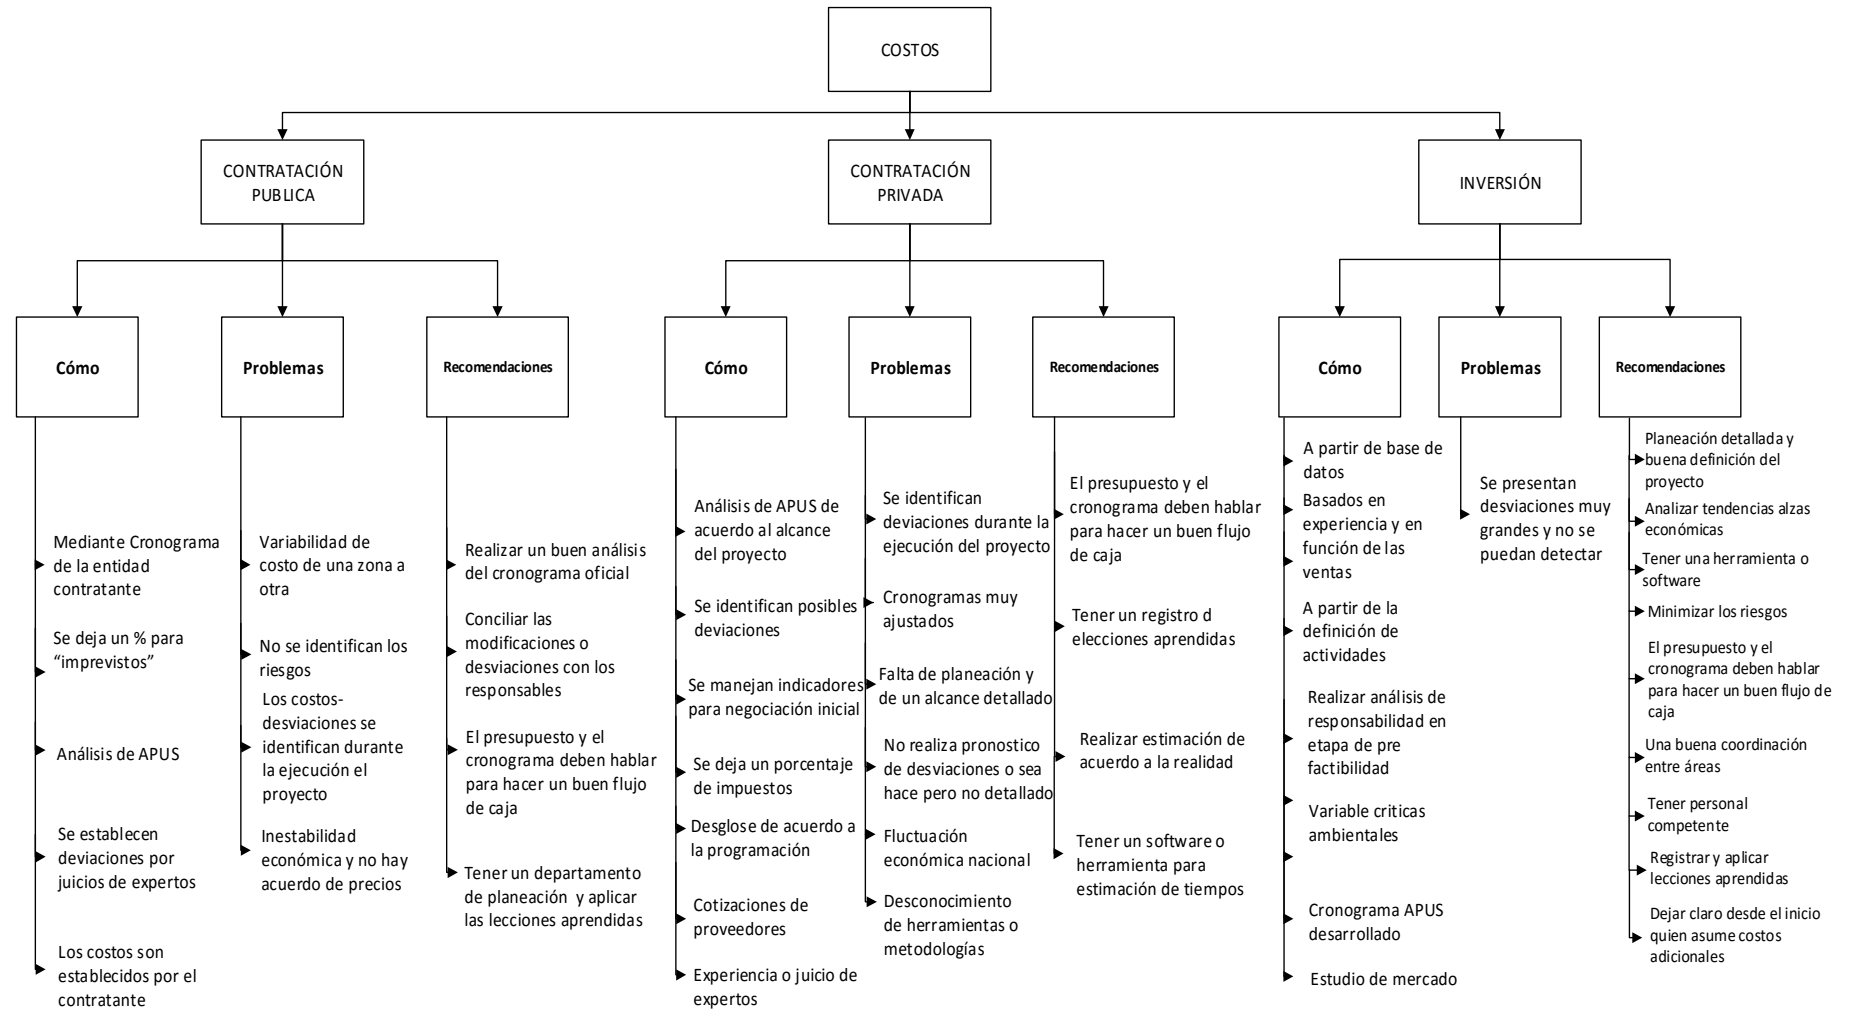 COSTOS
CONTRATACIÓN
PUBLICA
CONTRATACIÓN
PRIVADA
INVERSIÓN
Cómo
Mediante Cronograma
de la entidad
contratante
Se deja un % para
“imprevistos”
Análisis de APUS
Se establecen
deviaciones por
juicios de expertos
Los costos son
establecidos por el
contratante
Problemas
Variabilidad de
costo de una zona a
otra
No se identifican los
riesgos
Los costos-
desviaciones se
identifican durante
la ejecución el
proyecto
Inestabilidad
económica y no hay
acuerdo de precios
Recomendaciones
Realizar un buen análisis
del cronograma oficial
Conciliar las
modificaciones o
desviaciones con los
responsables
El presupuesto y el
cronograma deben hablar
para hacer un buen flujo
de caja
Tener un departamento
de planeación y aplicar
las lecciones aprendidas
Cómo
Análisis de APUS de
acuerdo al alcance
del proyecto
Se identifican posibles
deviaciones
Se manejan indicadores
para negociación inicial
Se deja un porcentaje
de impuestos
Desglose de acuerdo a
la programación
Cotizaciones de
proveedores
Experiencia o juicio de
expertos
Problemas
Se identifican
deviaciones durante la
ejecución del proyecto
Cronogramas muy
ajustados
Falta de planeación y
de un alcance detallado
No realiza pronostico
de desviaciones o sea
hace pero no detallado
Fluctuación
económica nacional
Desconocimiento
de herramientas o
metodologías
Recomendaciones
El presupuesto y el
cronograma deben hablar
para hacer un buen flujo
de caja
Tener un registro d
elecciones aprendidas
Realizar estimación de
acuerdo a la realidad
Tener un software o
herramienta para
estimación de tiempos
Cómo
A partir de base de
datos
Basados en
experiencia y en
función de las
ventas
A partir de la
definición de
actividades
Realizar análisis de
responsabilidad en
etapa de pre
factibilidad
Variable criticas
ambientales
Cronograma APUS
desarrollado
Estudio de mercado
Problemas
Se presentan
desviaciones muy
grandes y no se
puedan detectar
Recomendaciones
Planeación detallada y
buena definición del
proyecto
Analizar tendencias alzas
económicas
Tener una herramienta o
software
Minimizar los riesgos
El presupuesto y el
cronograma deben hablar
para hacer un buen flujo de
caja
Una buena coordinación
entre áreas
Tener personal
competente
Registrar y aplicar
lecciones aprendidas
Dejar claro desde el inicio
quien asume costos
adicionales